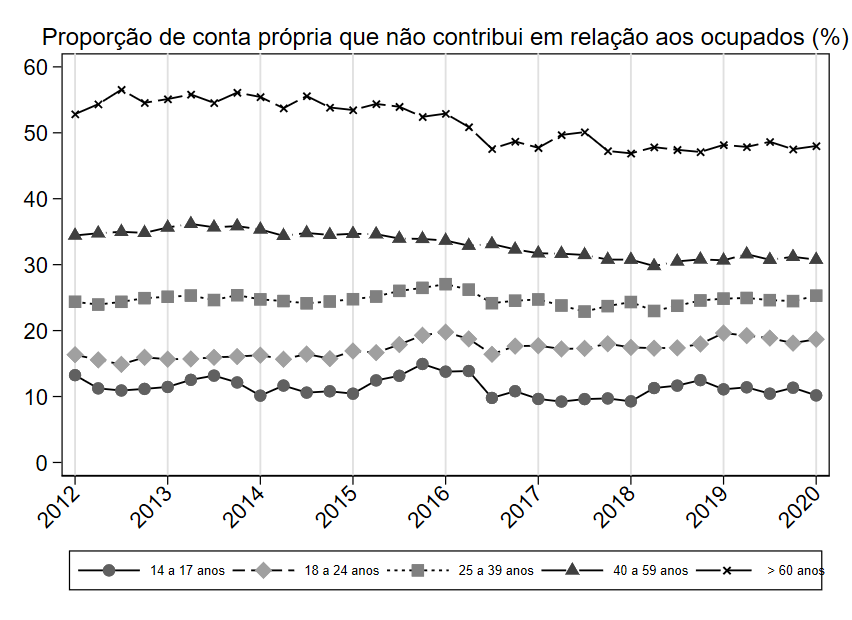 Proporção de conta própria que não contribui em relação aos ocupados (%)
60
50
40
30
20
10
0
2012 2013 2014 2015 2016 2017 2018 2019 2020
14 a 17 anos 18 a 24 anos 25 a 39 anos 40 a 59 anos > 60 anos